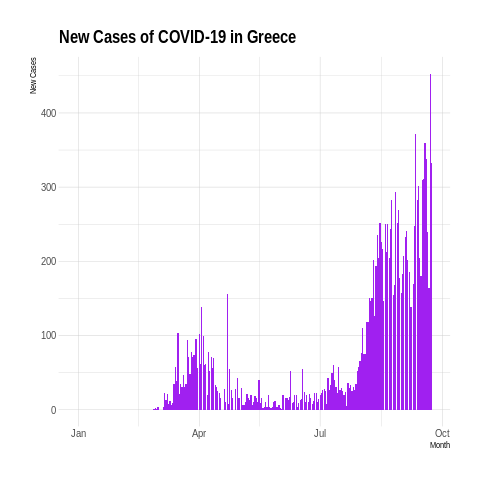 New Cases of COVID-19 in Greece
New Cases
400
300
200
100
0
Jan Apr Jul Oct
Month